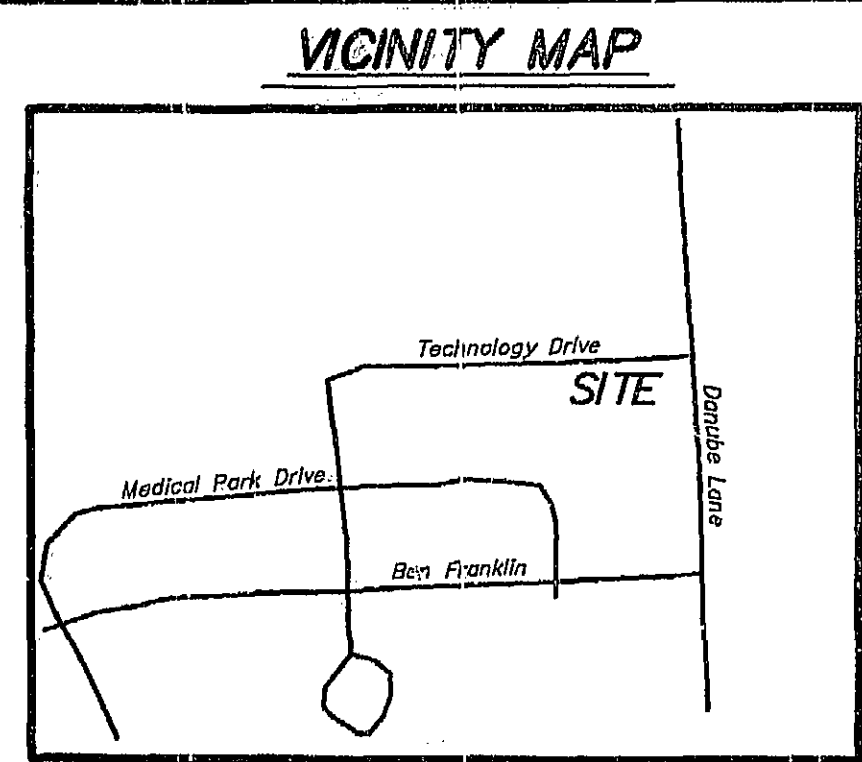 VICINITY MAP
Technology Drive
SITE
Danube Lane
Medical Park Drive
Ben Franklin